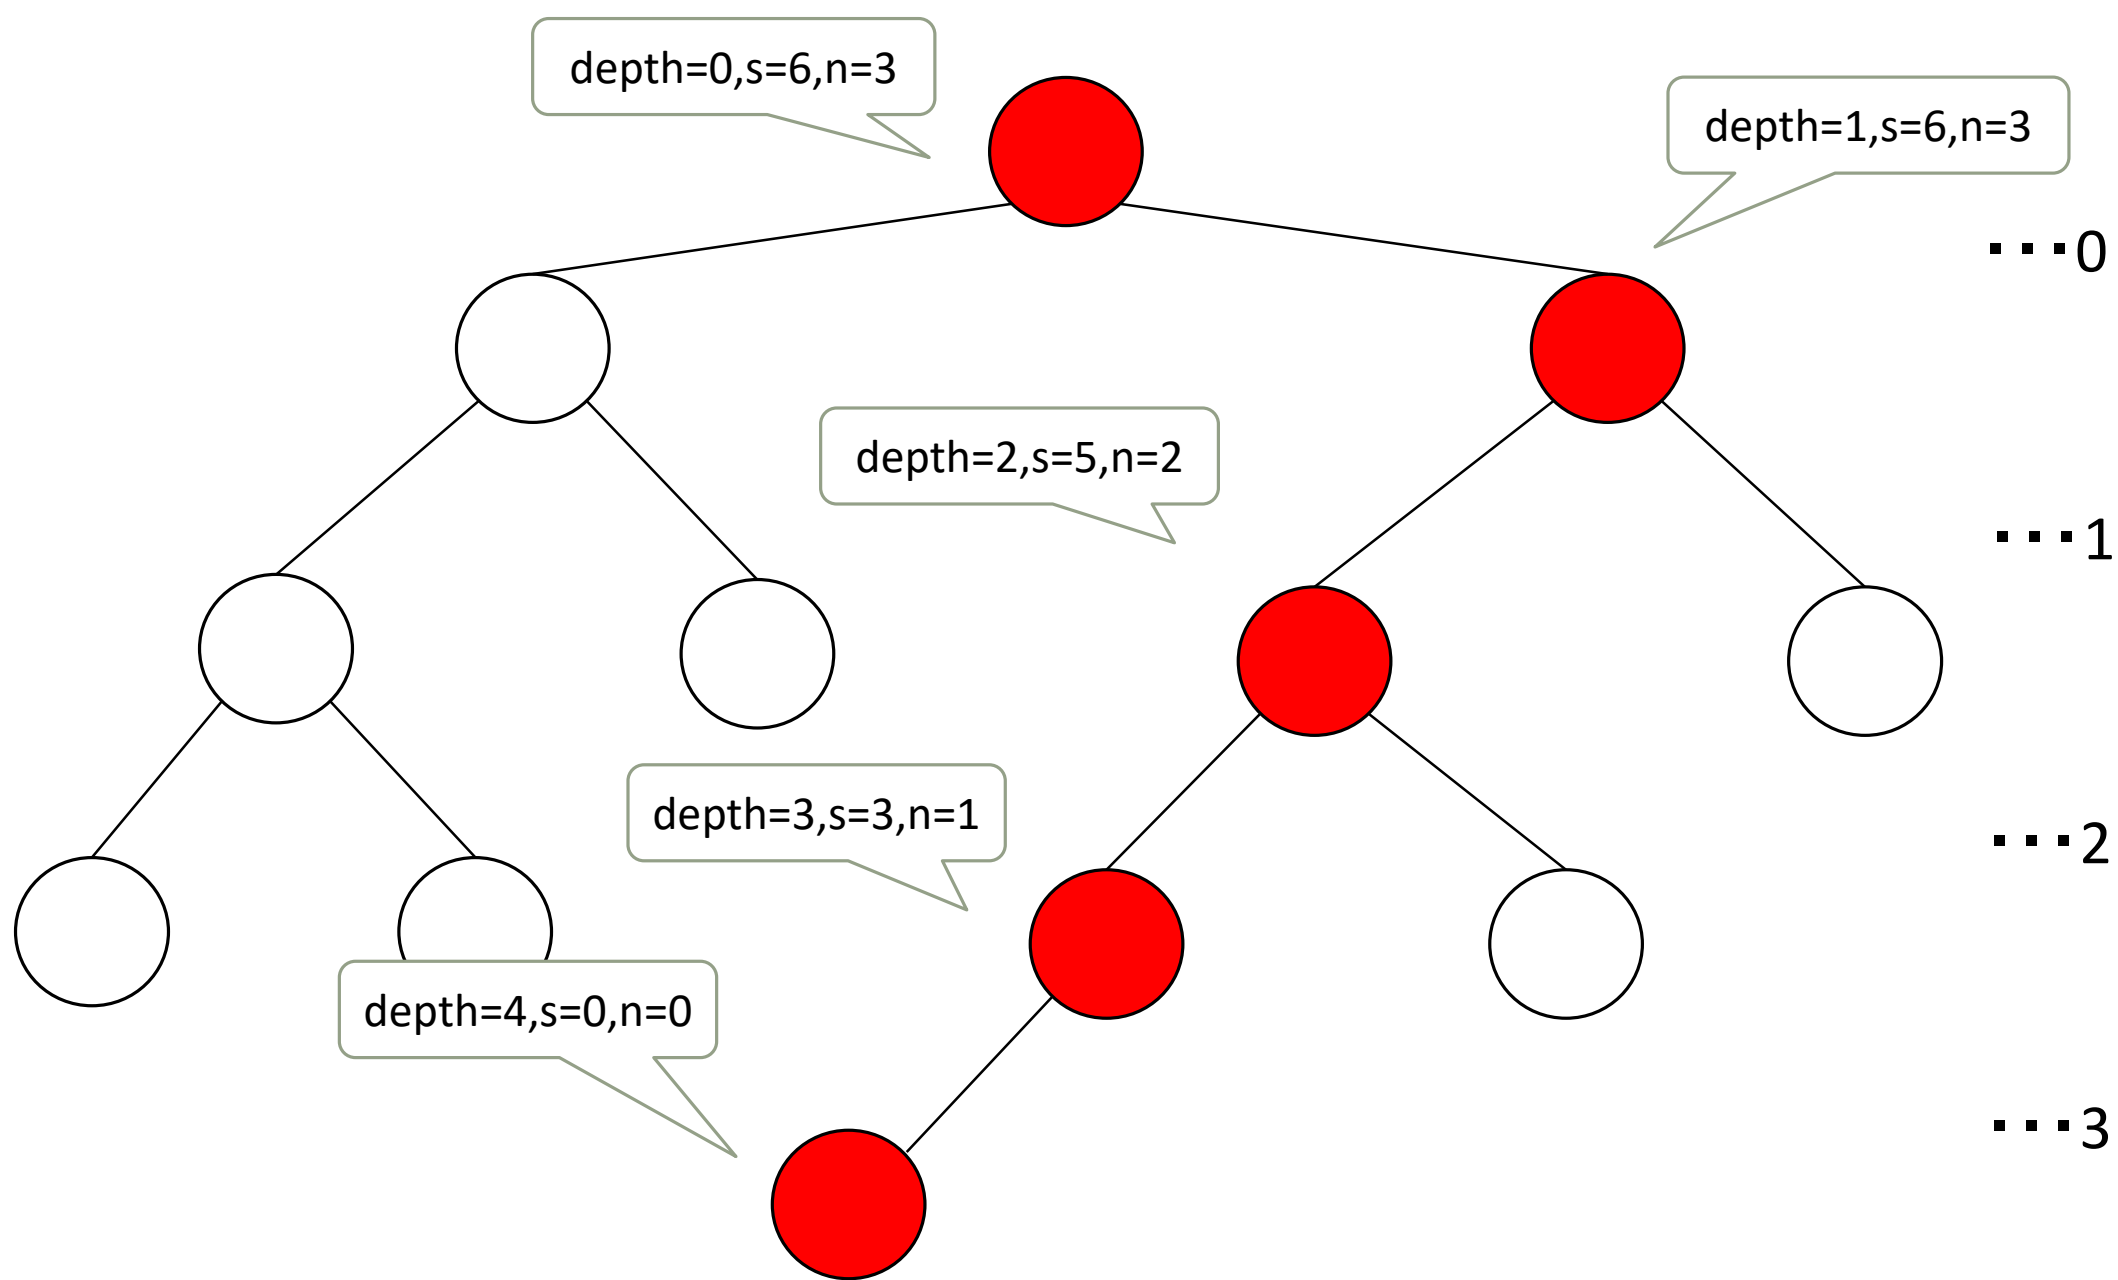 depth=0,s=6,n=3
depth=1,s=6,n=3
···0
depth=2,s=5,n=2
···1
depth=3,s=3,n=1
···2
depth=4,s=0,n=0
···3